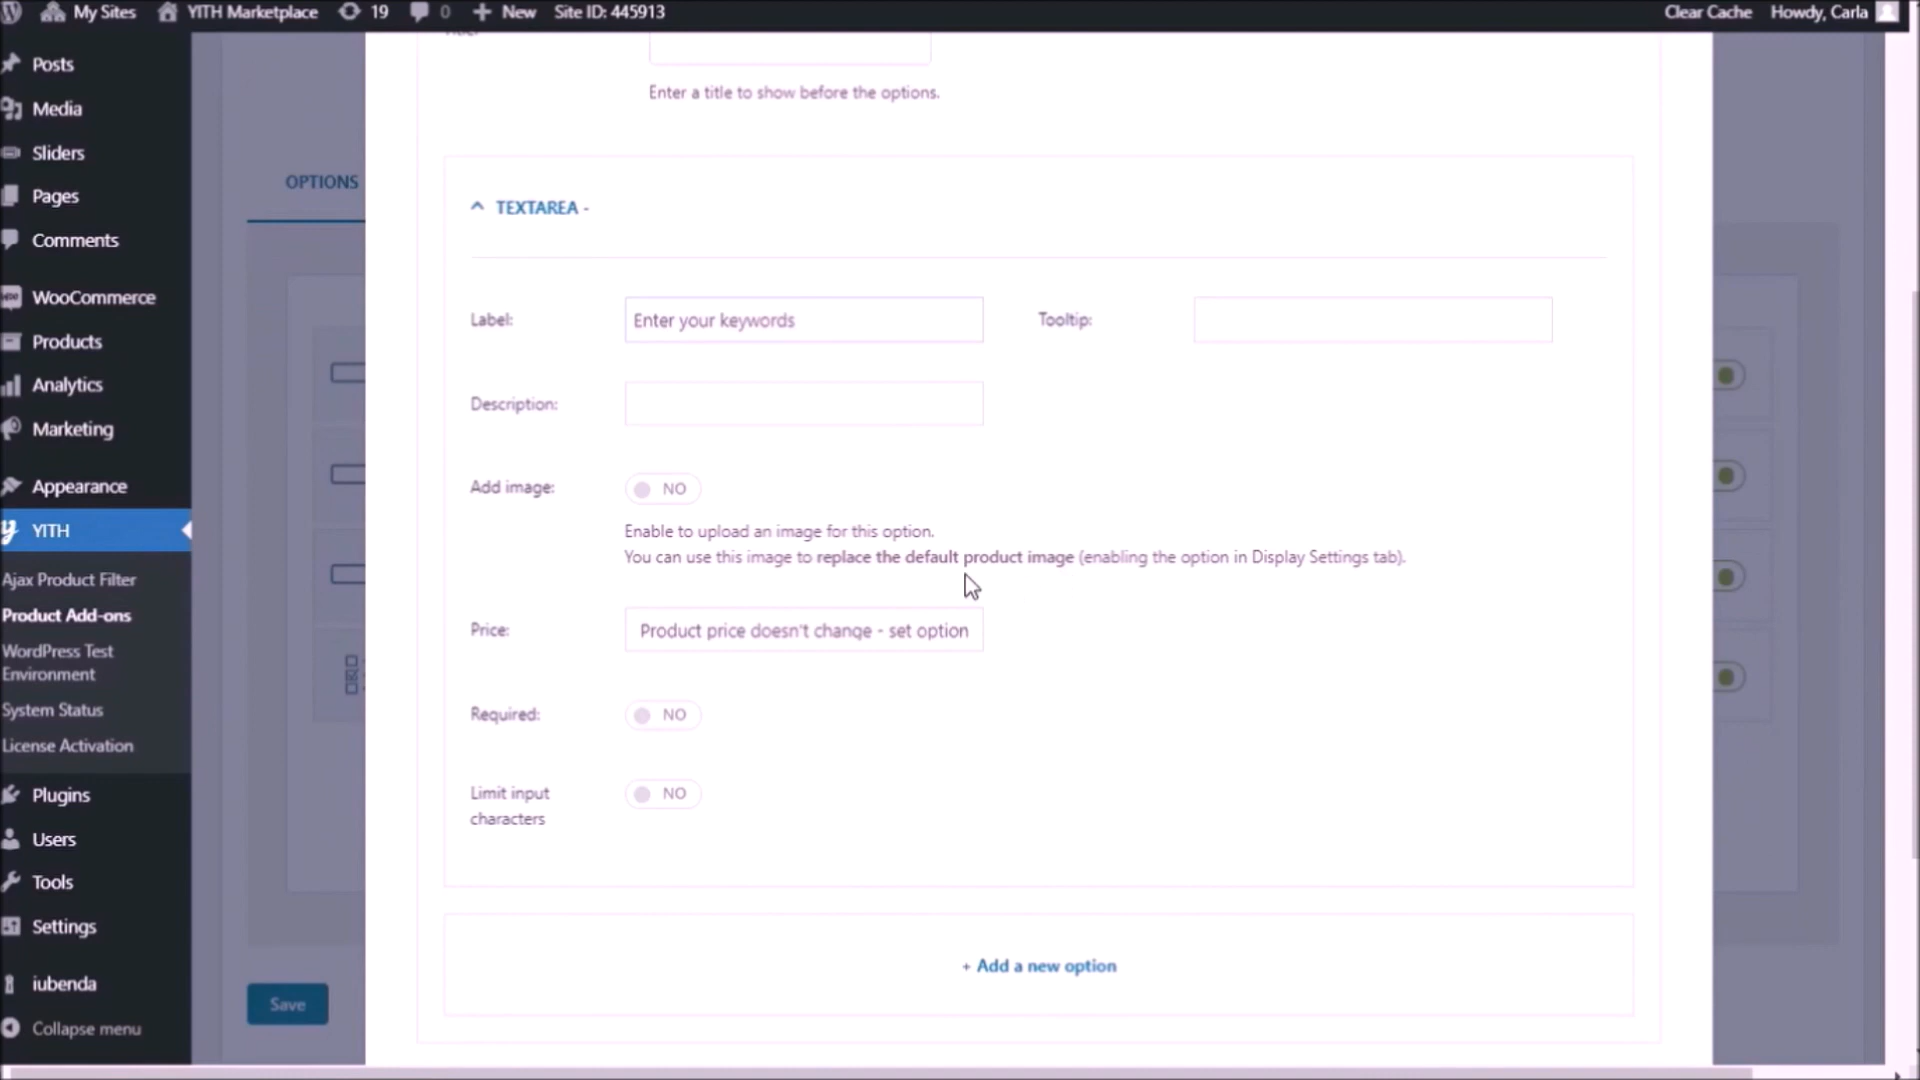 My Sites
YITH Marketplace
19
0
New
Site ID: 445913
Clear Cache
Howdy, Carla
Posts
Media
Sliders
Pages
Comments
WooCommerce
Products
Analytics
Marketing
Appearance
YITH
Ajax Product Filter
Product Add-ons
WordPress Test
Environment
System Status
License Activation
Plugins
Users
Tools
Settings
iubenda
Collapse menu
OPTIONS
Save
Enter a title to show before the options.
TEXTAREA -
Label:
Enter your keywords
Tooltip:
Description:
Add image:
NO
Enable to upload an image for this option.
You can use this image to replace the default product image (enabling the option in Display Settings tab).
Price:
Product price doesn't change - set option
Required:
NO
Limit input
characters
NO
+ Add a new option